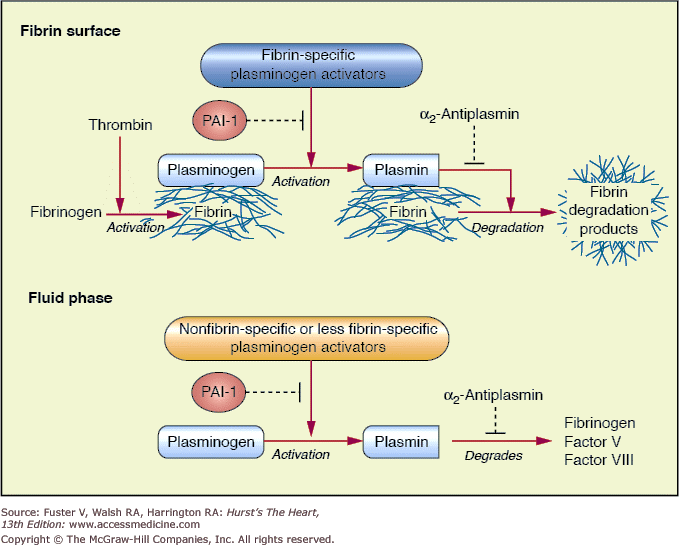 Fibrin surface
Fibrin-specific
plasminogen activators
PAI-1
α2-Antiplasmin
Thrombin
Plasminogen
Activation
Plasmin
Fibrinogen
Activation
Fibrin
Fibrin
Degradation
Fibrin
degradation
products
Fluid phase
Nonfibrin-specific or less fibrin-specific
plasminogen activators
PAI-1
α2-Antiplasmin
Plasminogen
Activation
Plasmin
Degrades
Fibrinogen
Factor V
Factor VIII
Source: Fuster V, Walsh RA, Harrington RA: Hurst's The Heart,
13th Edition: www.accessmedicine.com
Copyright © The McGraw-Hill Companies, Inc. All rights reserved.